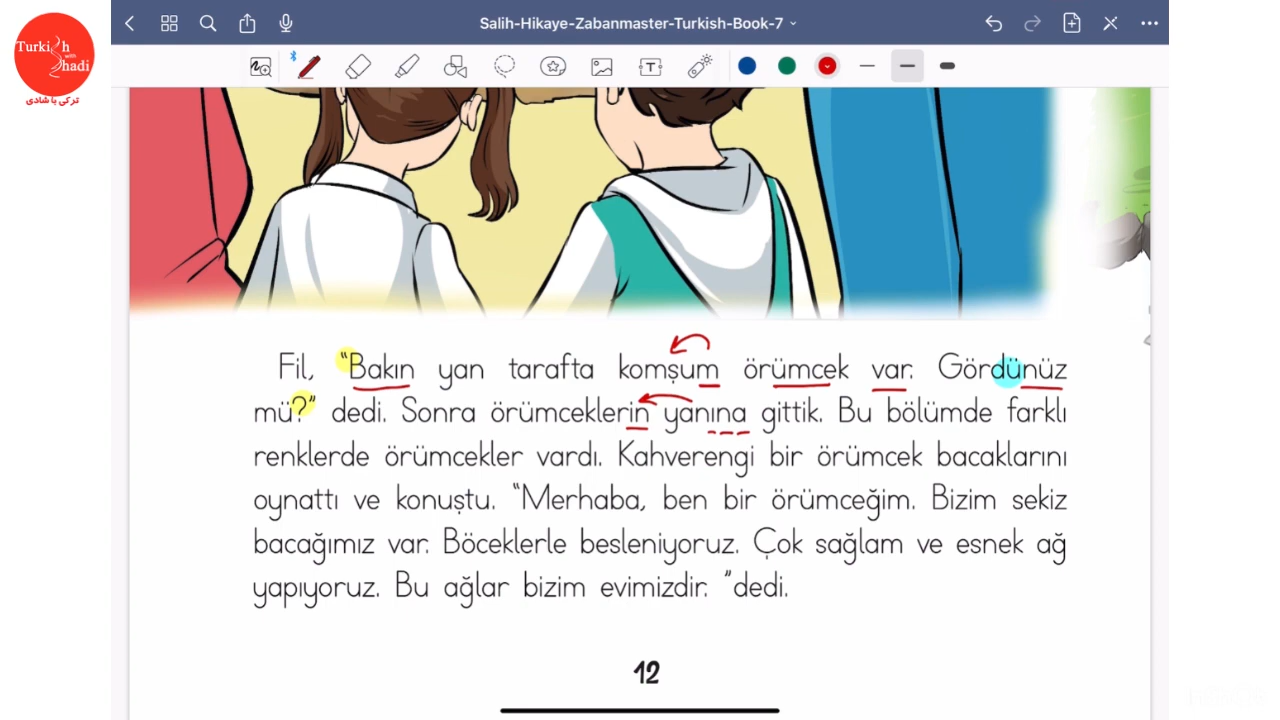 Salih-Hikaye-Zabanmaster-Turkish-Book-7
Turkish
with
Shadi
ترکی با شادی
Fil, "Bakın yan tarafta komşum örümcek var. Gördünüz
mü?" dedi. Sonra örümceklerin yanına gittik. Bu bölümde farklı
renklerde örümcekler vardı. Kahverengi bir örümcek bacaklarını
oynattı ve konuştu. "Merhaba, ben bir örümceğim. Bizim sekiz
bacağımız var. Böceklerle besleniyoruz. Çok sağlam ve esnek ağ
yapıyoruz. Bu ağlar bizim evimizdir. "dedi.
12